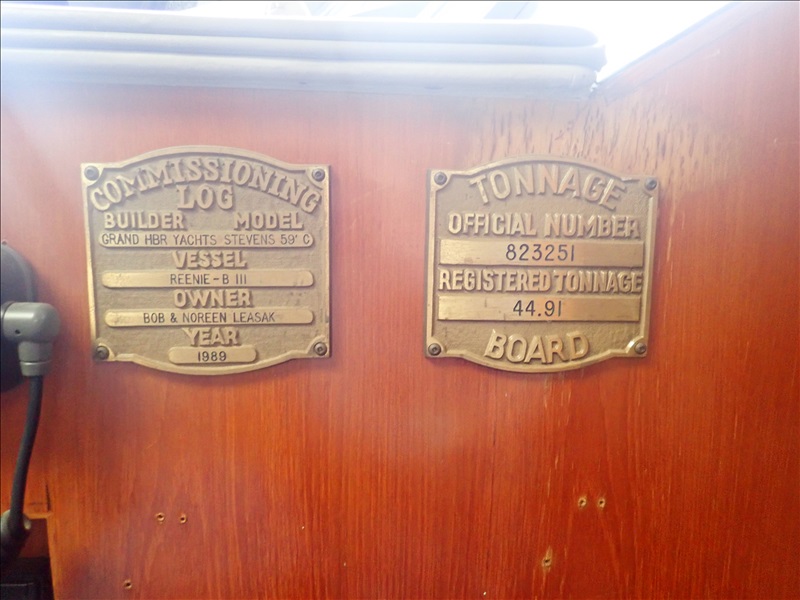 COMMISSIONING
LOG
BUILDER MODEL
GRAND HBR YACHTS STEVENS 59' C
VESSEL
REENIE-B III
OWNER
BOB & NOREEN LEASAK
YEAR
1989
TONNAGE
OFFICIAL NUMBER
823251
REGISTERED TONNAGE
44.91
BOARD